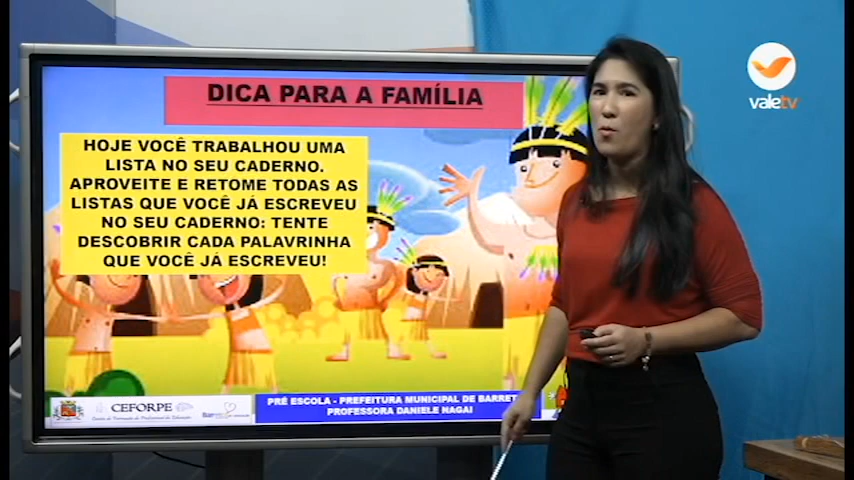 DICA PARA A FAMÍLIA
HOJE VOCÊ TRABALHOU UMA
LISTA NO SEU CADERNO.
APROVEITE E RETOME TODAS AS
LISTAS QUE VOCÊ JÁ ESCREVEU
NO SEU CADERNO: TENTE
DESCOBRIR CADA PALAVRINHA
QUE VOCÊ JÁ ESCREVEU!
valetv
CEFORPE
PRÉ ESCOLA - PREFEITURA MUNICIPAL DE BARRET
PROFESSORA DANIELE NAGAI